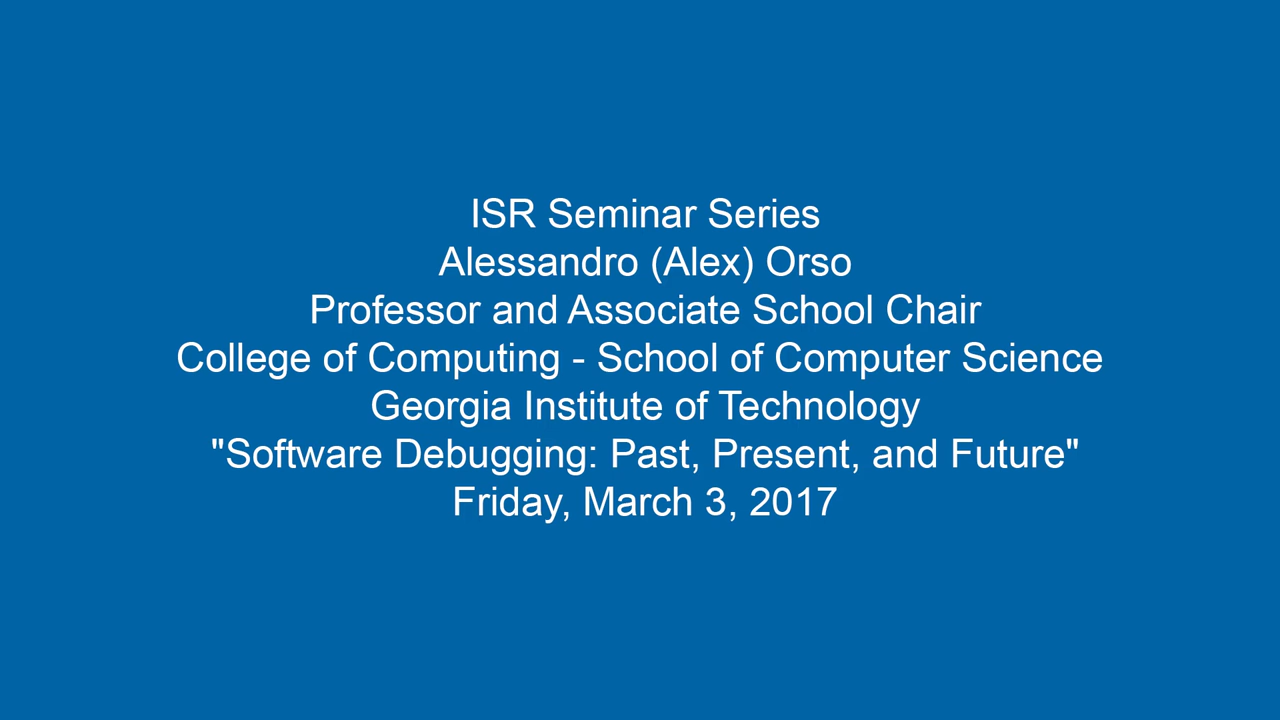 ISR Seminar Series
Alessandro (Alex) Orso
Professor and Associate School Chair
College of Computing - School of Computer Science
Georgia Institute of Technology
"Software Debugging: Past, Present, and Future"
Friday, March 3, 2017